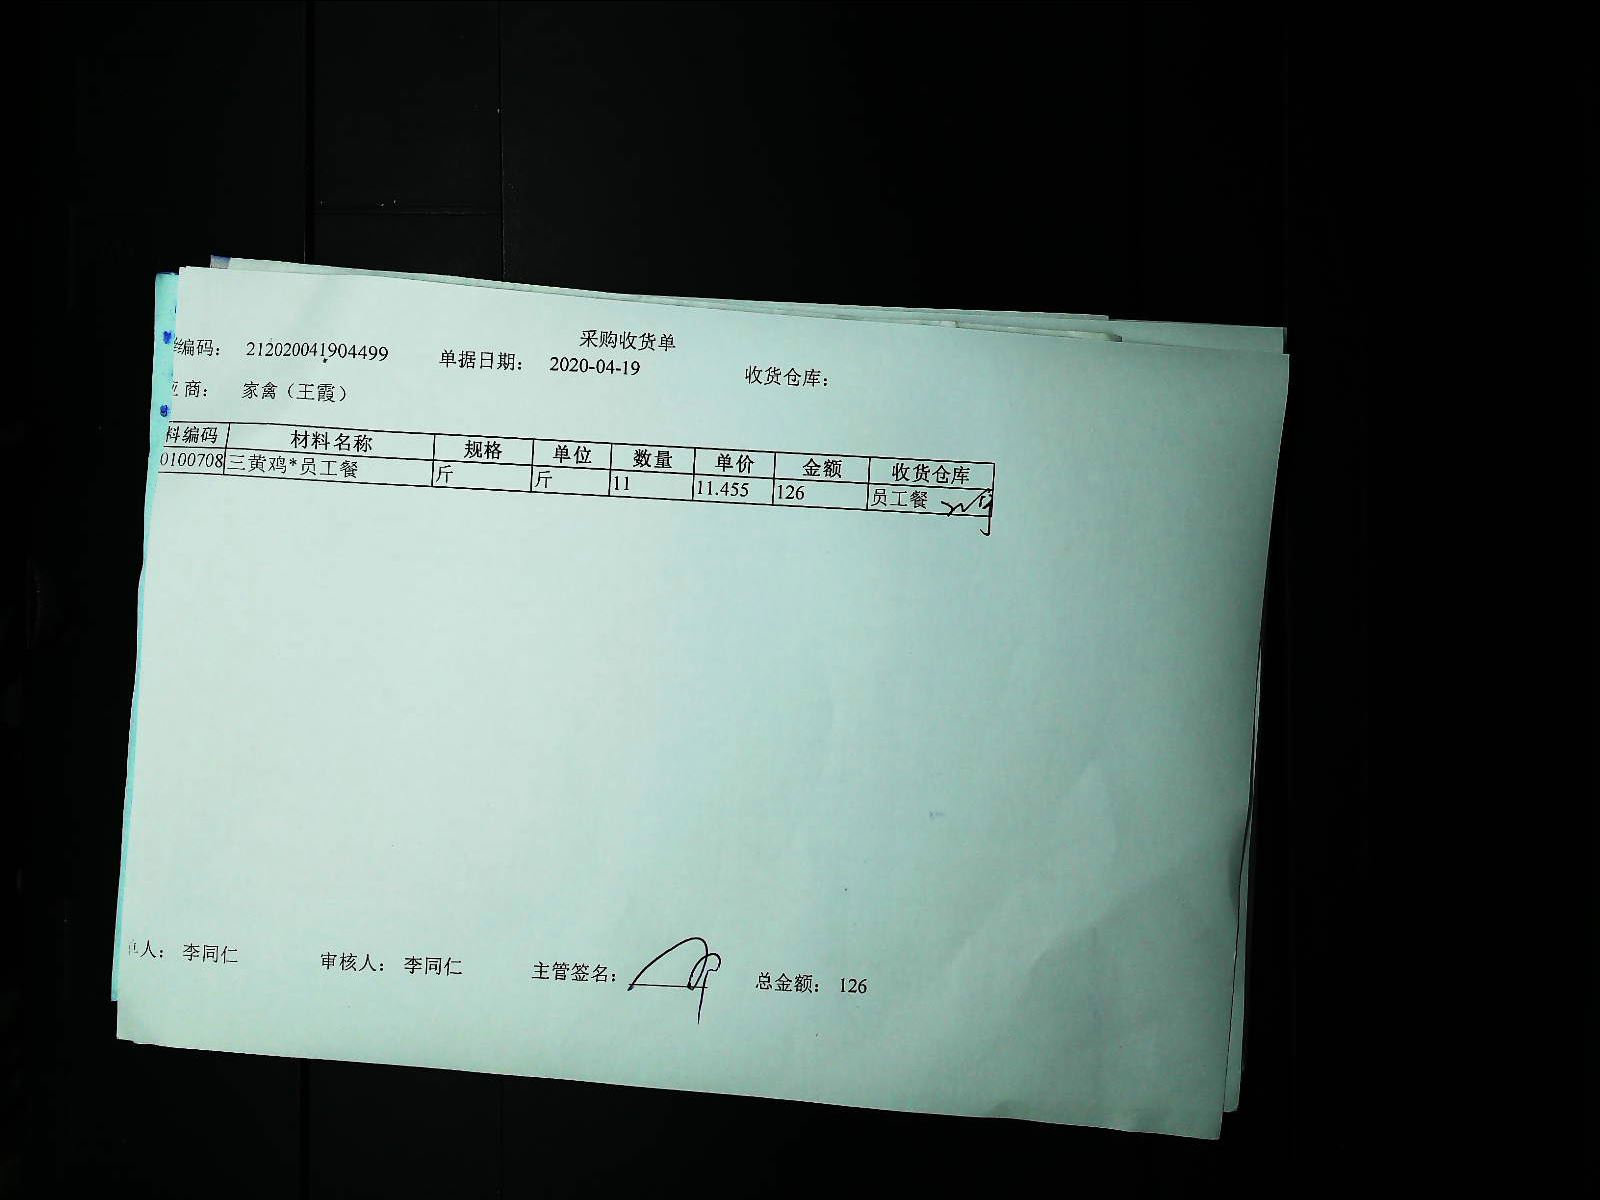 采购收货单
编码: 212020041904499 单据日期: 2020-04-19 收货仓库:
商: 家禽（王霞）
料编码 材料名称 规格 单位 数量 单价 金额 收货仓库
0100708 三黄鸡*员工餐 斤 斤 11 11.455 126 员工餐
人: 李同仁 审核人: 李同仁 主管签名: 总金额: 126